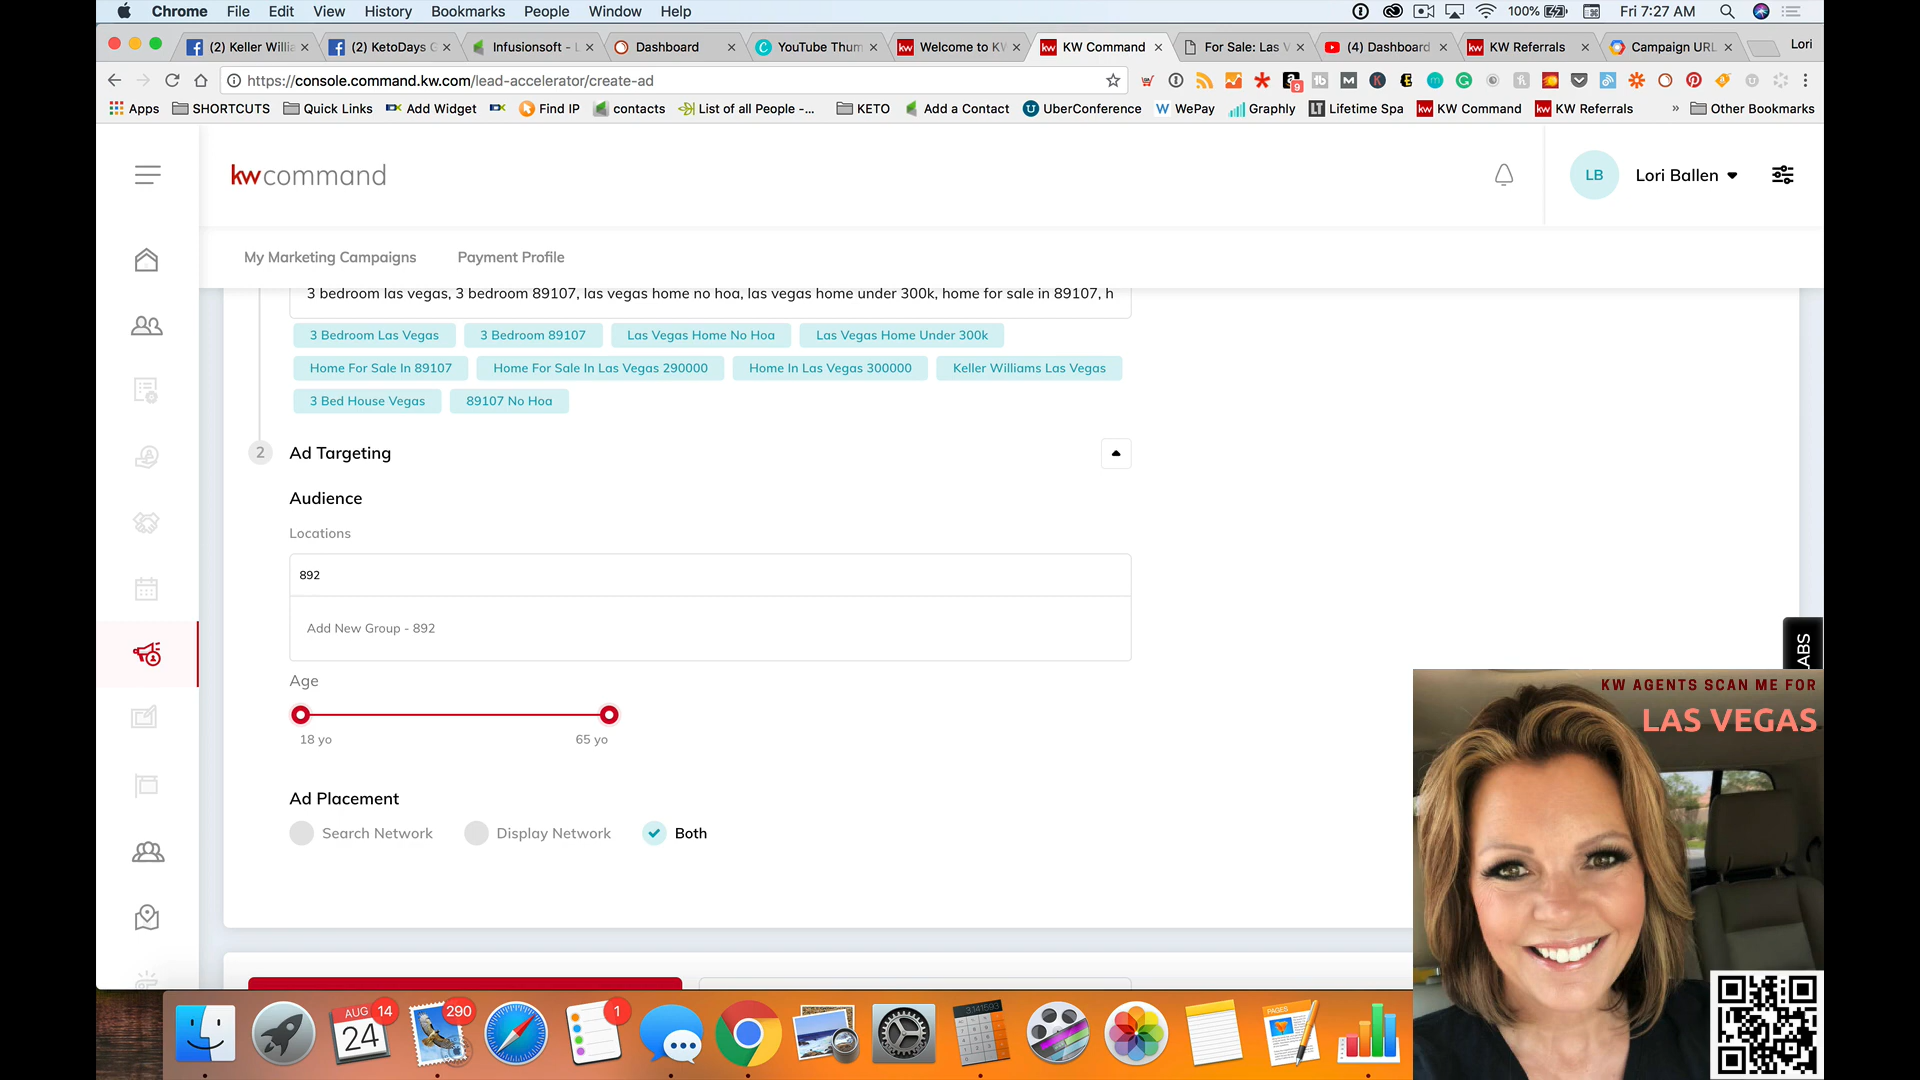 Chrome File Edit View History Bookmarks People Window Help 100% Fri 7:27 AM
(2) Keller Willia (2) KetoDays G Infusionsoft - L Dashboard YouTube Thum Welcome to KW KW Command For Sale: Las V (4) Dashboard KW Referrals Campaign URL Lori
https://console.command.kw.com/lead-accelerator/create-ad
9
Apps SHORTCUTS Quick Links Add Widget Find IP contacts List of all People -... KETO Add a Contact UberConference WePay Graphly Lifetime Spa KW Command KW Referrals » Other Bookmarks
kwcommand
LB Lori Ballen
My Marketing Campaigns Payment Profile
3 bedroom las vegas, 3 bedroom 89107, las vegas home no hoa, las vegas home under 300k, home for sale in 89107, h
3 Bedroom Las Vegas 3 Bedroom 89107 Las Vegas Home No Hoa Las Vegas Home Under 300k
Home For Sale In 89107 Home For Sale In Las Vegas 290000 Home In Las Vegas 300000 Keller Williams Las Vegas
3 Bed House Vegas 89107 No Hoa
2 Ad Targeting
Audience
Locations
892
Add New Group - 892
ABS
Age
18 yo 65 yo
Ad Placement
Search Network Display Network Both
KW AGENTS SCAN ME FOR
LAS VEGAS
AUG 14
24
290
1
PAGES